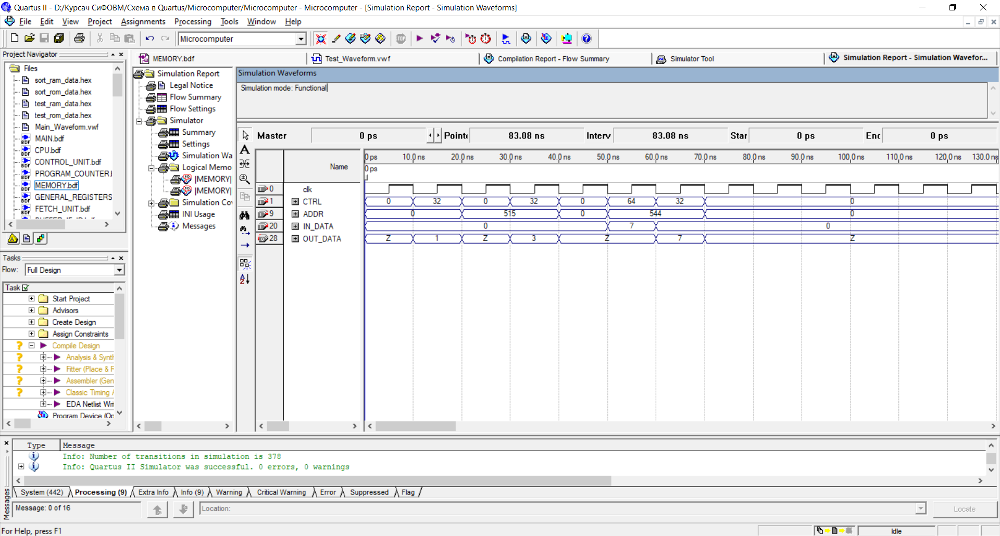 Quartus II - D:/Курсач СиФОВМ/Схема в Quartus/Microcomputer/Microcomputer - Microcomputer - [Simulation Report - Simulation Waveforms]
File Edit View Project Assignments Processing Tools Window Help
Microcomputer
Project Navigator
Files
sort_ram_data.hex
sort_rom_data.hex
test_ram_data.hex
test_rom_data.hex
Main_Waveform.vwf
MAIN.bdf
CPU.bdf
CONTROL_UNIT.bdf
PROGRAM_COUNTER.
MEMORY.bdf
GENERAL_REGISTERS
FETCH_UNIT.bdf
Tasks
Flow: Full Design
Task
Start Project
Advisors
Create Design
Assign Constraints
Compile Design
Analysis & Synth
Fitter (Place & F
Assembler (Gen
Classic Timing A
EDA Netlist Wri
Program Device (Op
MEMORY.bdf
Test_Waveform.vwf
Compilation Report - Flow Summary
Simulator Tool
Simulation Report - Simulation Wavefor...
Simulation Report
Legal Notice
Flow Summary
Flow Settings
Simulator
Summary
Settings
Simulation Wa
Logical Memo
|MEMORY|
|MEMORY|
Simulation Co
INI Usage
Messages
Simulation Waveforms
Simulation mode: Functional
Master 0 ps Point 83.08 ns Interv 83.08 ns Star 0 ps Enc 0 ps
Name
0 ps 10.0 ns 20.0 ns 30.0 ns 40.0 ns 50.0 ns 60.0 ns 70.0 ns 80.0 ns 90.0 ns 100.0 ns 110.0 ns 120.0 ns 130.0 ns
0 ps
0 clk
1 CTRL 0 32 0 32 0 64 32 0
9 ADDR 0 515 0 544 0
20 IN_DATA 0 7 0
28 OUT_DATA Z 1 Z 3 Z 7 Z
Type Message
Info: Number of transitions in simulation is 378
Info: Quartus II Simulator was successful. 0 errors, 0 warnings
System (442) Processing (9) Extra Info Info (9) Warning Critical Warning Error Suppressed Flag
Messages
Message: 0 of 16
Location:
Locate
For Help, press F1
Idle